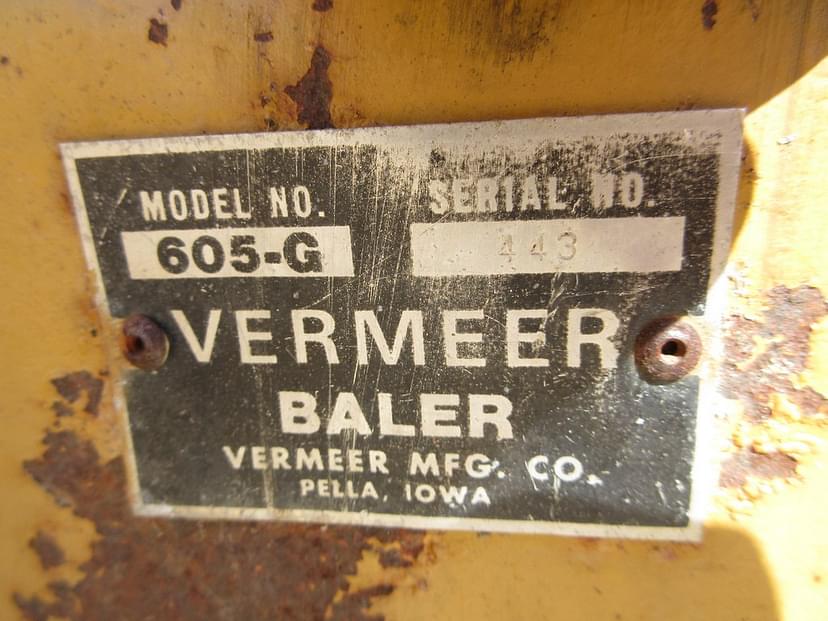 MODEL NO. SERIAL NO.
605-G 443
VERMEER
BALER
VERMEER MFG. CO.
PELLA, IOWA